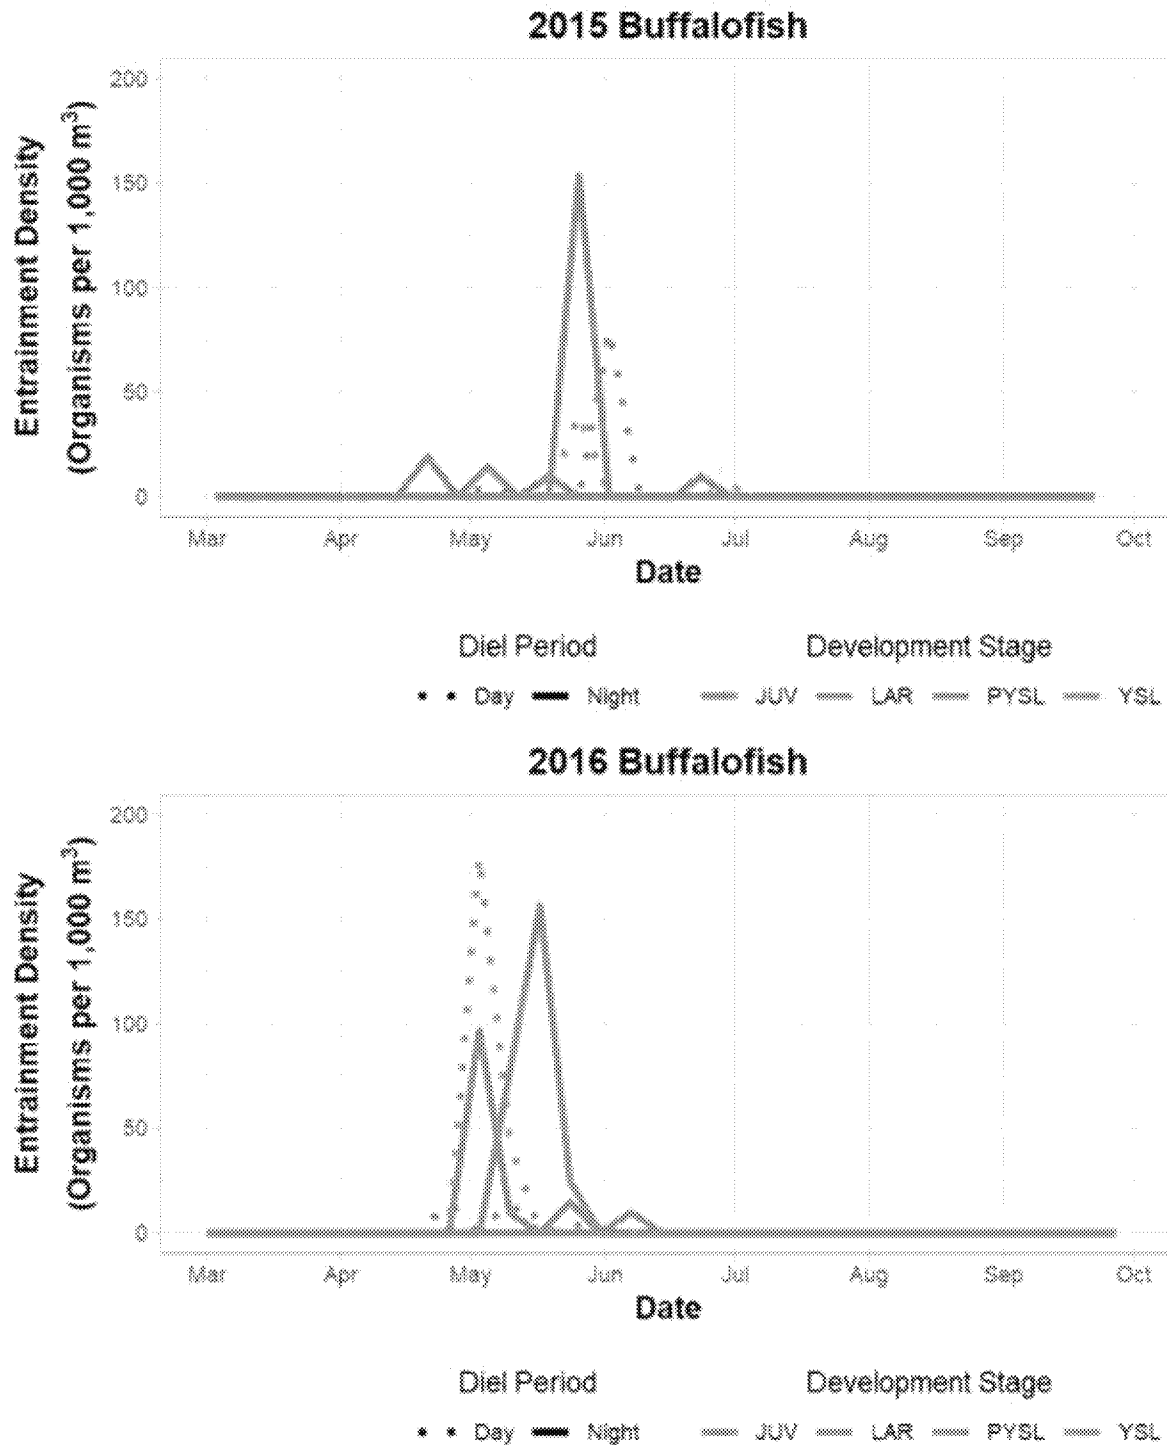 2015 Buffalofish
Entrainment Density
(Organisms per 1,000 m³)
200
150
100
50
0
Mar Apr May Jun Jul Aug Sep Oct
Date
Diel Period Development Stage
Day Night JUV LAR PYSL YSL
2016 Buffalofish
Entrainment Density
(Organisms per 1,000 m³)
200
150
100
50
0
Mar Apr May Jun Jul Aug Sep Oct
Date
Diel Period Development Stage
Day Night JUV LAR PYSL YSL